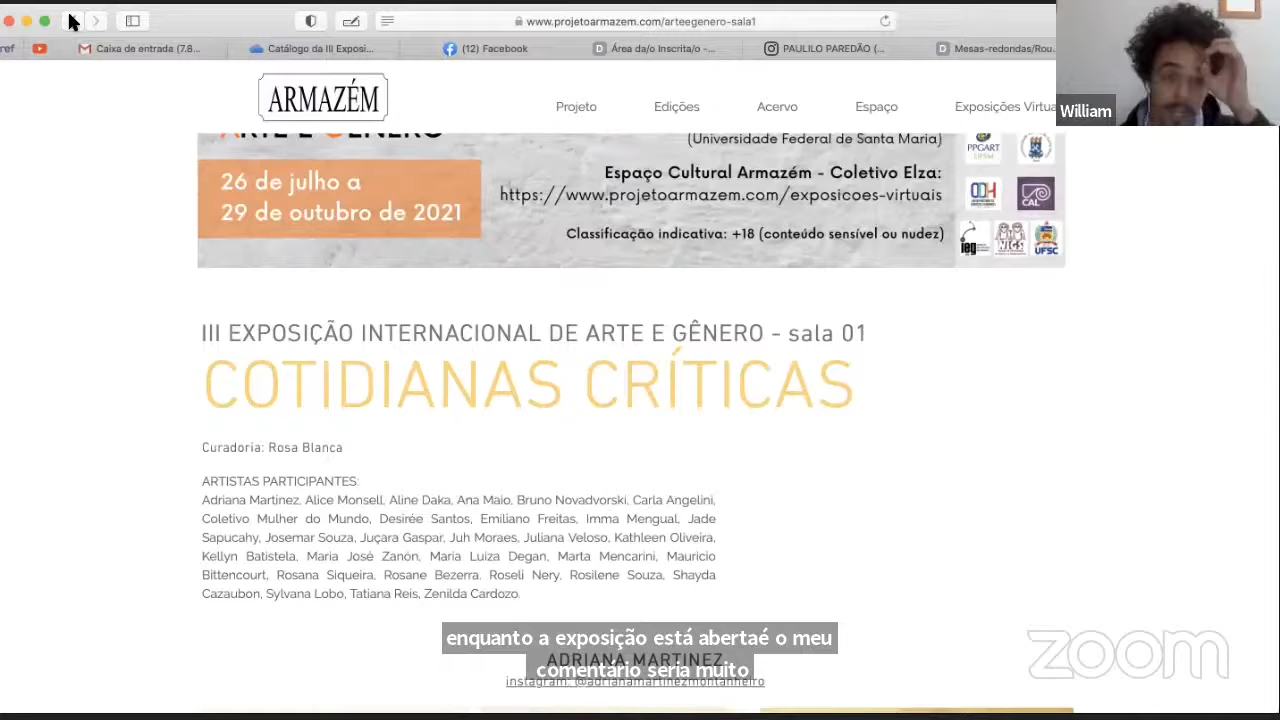 www.projetoarmazem.com/arteegenero-sala1
ref
Caixa de entrada (7.8...
Catálogo da III Exposi...
(12) Facebook
Área da/o Inscrita/o -...
PAULILO PAREDÃO (...
Mesas-redondas/Rou...
William
ARMAZÉM
Projeto
Edições
Acervo
Espaço
Exposições Virtua
ARTE E GÊNERO
(Universidade Federal de Santa Maria)
26 de julho a
29 de outubro de 2021
Espaço Cultural Armazém - Coletivo Elza:
https://www.projetoarmazem.com/exposicoes-virtuais
Classificação indicativa: +18 (conteúdo sensível ou nudez)
PPGART
UFSM
CAL
ieg
UFSC
III EXPOSIÇÃO INTERNACIONAL DE ARTE E GÊNERO - sala 01
COTIDIANAS CRÍTICAS
Curadoria: Rosa Blanca
ARTISTAS PARTICIPANTES:
Adriana Martinez, Alice Monsell, Aline Daka, Ana Maio, Bruno Novadvorski, Carla Angelini,
Coletivo Mulher do Mundo, Desirée Santos, Emiliano Freitas, Imma Mengual, Jade
Sapucahy, Josemar Souza, Juçara Gaspar, Juh Moraes, Juliana Veloso, Kathleen Oliveira,
Kellyn Batistela, Maria José Zanón, Maria Luiza Degan, Marta Mencarini, Mauricio
Bittencourt, Rosana Siqueira, Rosane Bezerra. Roseli Nery, Rosilene Souza, Shayda
Cazaubon, Sylvana Lobo, Tatiana Reis, Zenilda Cardozo.
enquanto a exposição está abertaé o meu
comentário seria muito
ADRIANA MARTINEZ
instagram: @adrianamartinezmontanheiro
zoom